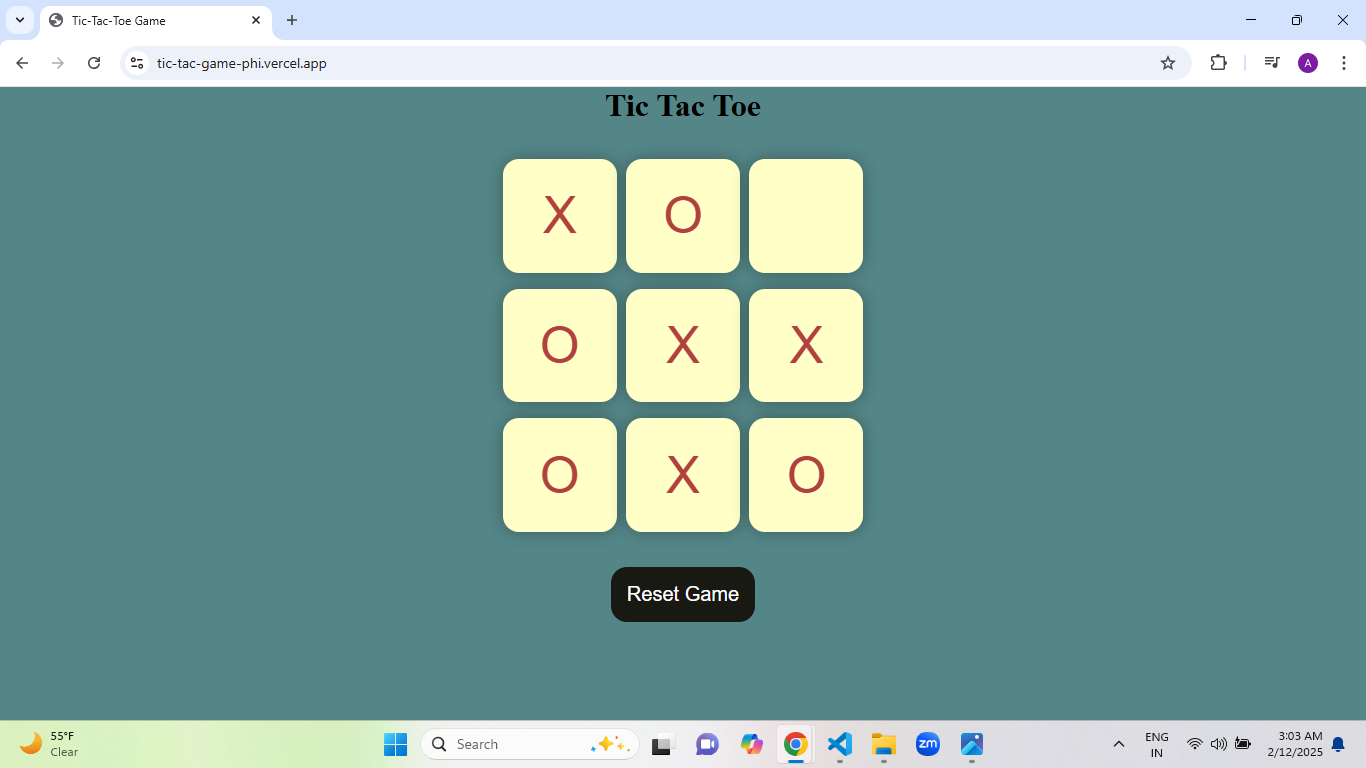 Tic-Tac-Toe Game
tic-tac-game-phi.vercel.app
A
Tic Tac Toe
X O
O X X
O X O
Reset Game
55°F
Clear
Search
zm
ENG
IN
3:03 AM
2/12/2025